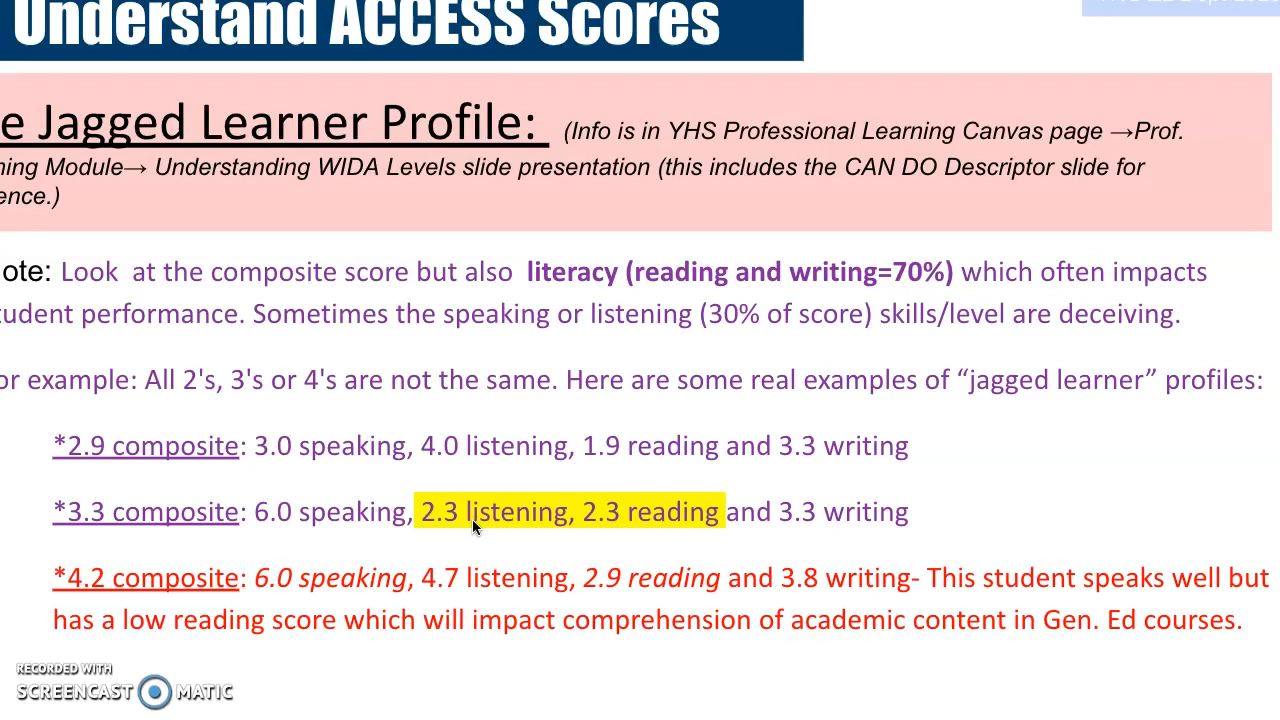 Understand ACCESS Scores
e Jagged Learner Profile: (Info is in YHS Professional Learning Canvas page →Prof.
ning Module→ Understanding WIDA Levels slide presentation (this includes the CAN DO Descriptor slide for
ence.)
ote: Look at the composite score but also literacy (reading and writing=70%) which often impacts
tudent performance. Sometimes the speaking or listening (30% of score) skills/level are deceiving.
or example: All 2's, 3's or 4's are not the same. Here are some real examples of “jagged learner” profiles:
*2.9 composite: 3.0 speaking, 4.0 listening, 1.9 reading and 3.3 writing
*3.3 composite: 6.0 speaking, 2.3 listening, 2.3 reading and 3.3 writing
*4.2 composite: 6.0 speaking, 4.7 listening, 2.9 reading and 3.8 writing- This student speaks well but
has a low reading score which will impact comprehension of academic content in Gen. Ed courses.
RECORDED WITH
SCREENCAST MATIC